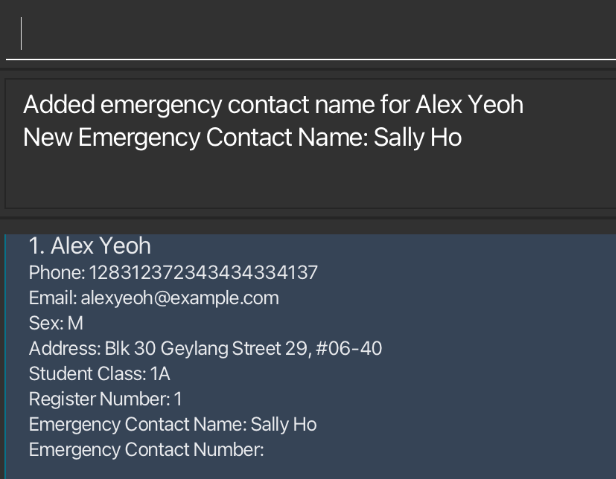 Added emergency contact name for Alex Yeoh
New Emergency Contact Name: Sally Ho
1. Alex Yeoh
Phone: 128312372343434334137
Email: alexyeoh@example.com
Sex: M
Address: Blk 30 Geylang Street 29, #06-40
Student Class: 1A
Register Number: 1
Emergency Contact Name: Sally Ho
Emergency Contact Number: